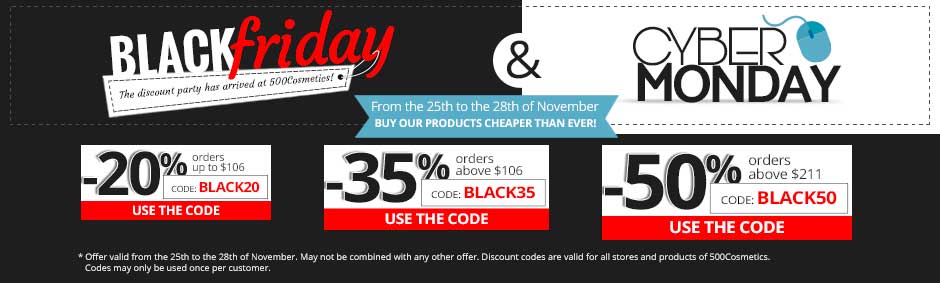 BLACK friday
The discount party has arrived at 500Cosmetics!
&
CYBER
MONDAY
From the 25th to the 28th of November
BUY OUR PRODUCTS CHEAPER THAN EVER!
-20% orders
up to $106
CODE: BLACK20
USE THE CODE
-35% orders
above $106
CODE: BLACK35
USE THE CODE
-50% orders
above $211
CODE: BLACK50
USE THE CODE
* Offer valid from the 25th to the 28th of November. May not be combined with any other offer. Discount codes are valid for all stores and products of 500Cosmetics.
Codes may only be used once per customer.